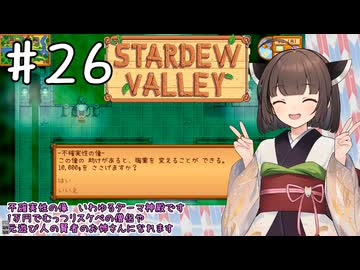 #26
STARDEW
VALLEY
-不確実性の像-
この像の 助けがあると、職業を 変えることが できる。
10,000gを ささげますか？
はい
いいえ
不確実性の像　いわゆるダーマ神殿です
1万円でむっつりスケベの僧侶や
元遊び人の賢者のお姉さんになれます